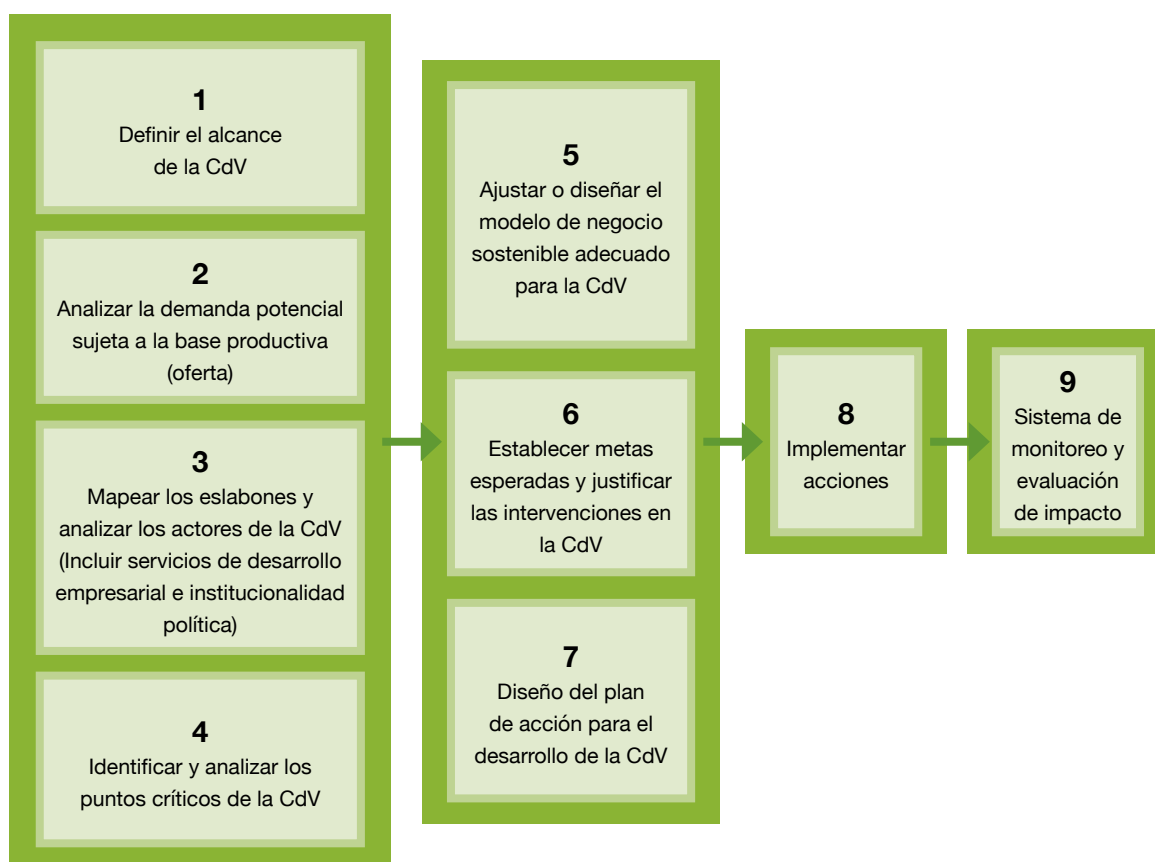 1
Definir el alcance
de la CdV
2
Analizar la demanda potencial
sujeta a la base productiva
(oferta)
3
Mapear los eslabones y
analizar los actores de la CdV
(Incluir servicios de desarrollo
empresarial e institucionalidad
política)
4
Identificar y analizar los
puntos críticos de la CdV
5
Ajustar o diseñar el
modelo de negocio
sostenible adecuado
para la CdV
6
Establecer metas
esperadas y justificar
las intervenciones en
la CdV
7
Diseño del plan
de acción para el
desarrollo de la CdV
8
Implementar
acciones
9
Sistema de
monitoreo y
evaluación
de impacto